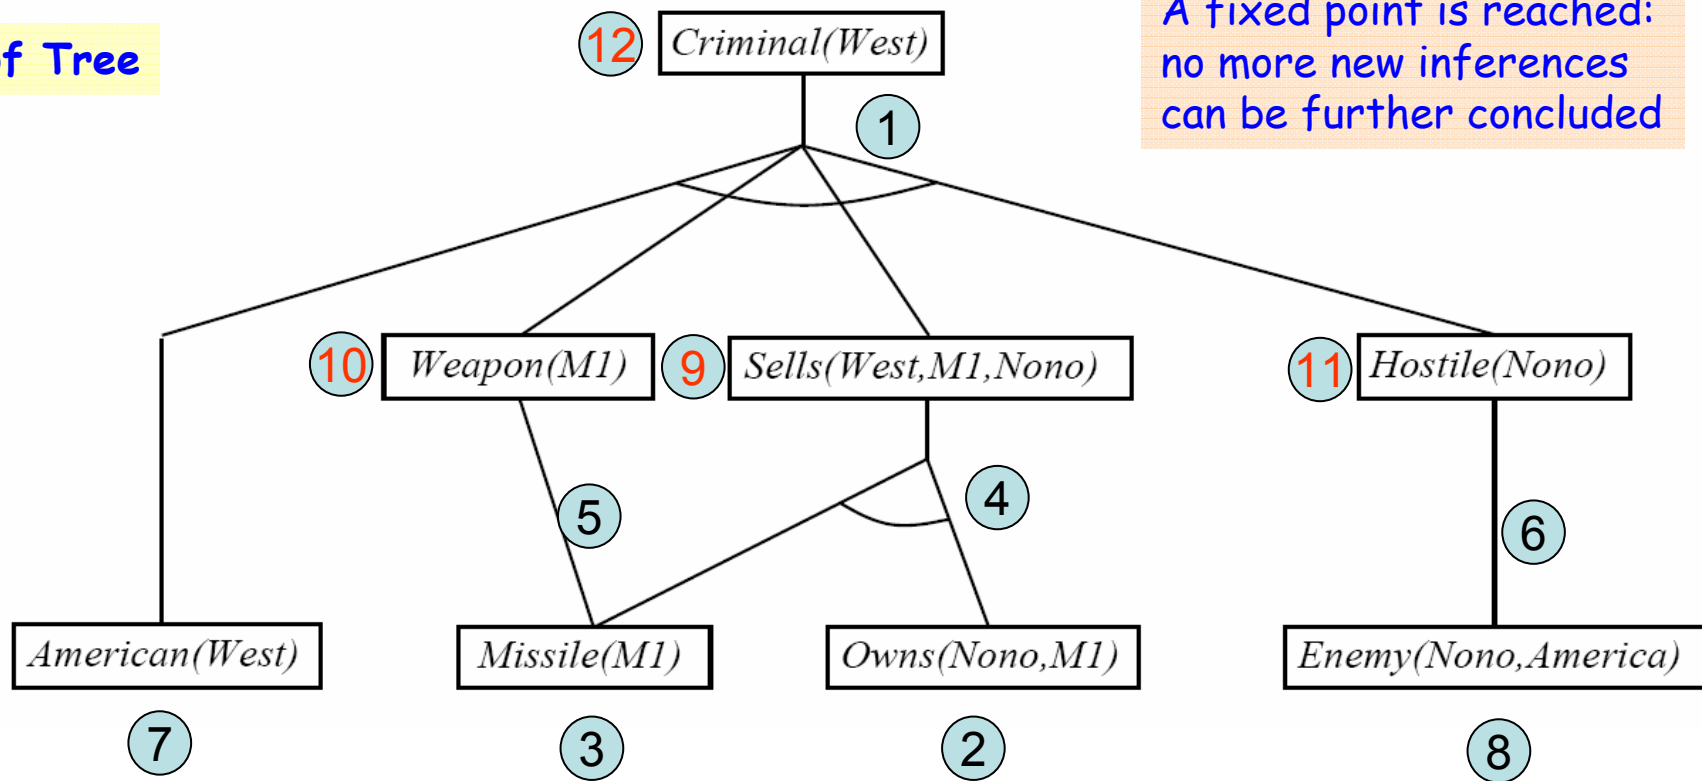 f Tree
A fixed point is reached:
no more new inferences
can be further concluded
12 Criminal(West)
1
10 Weapon(M1) 9 Sells(West,M1,Nono) 11 Hostile(Nono)
5 4 6
American(West) Missile(M1) Owns(Nono,M1) Enemy(Nono,America)
7 3 2 8